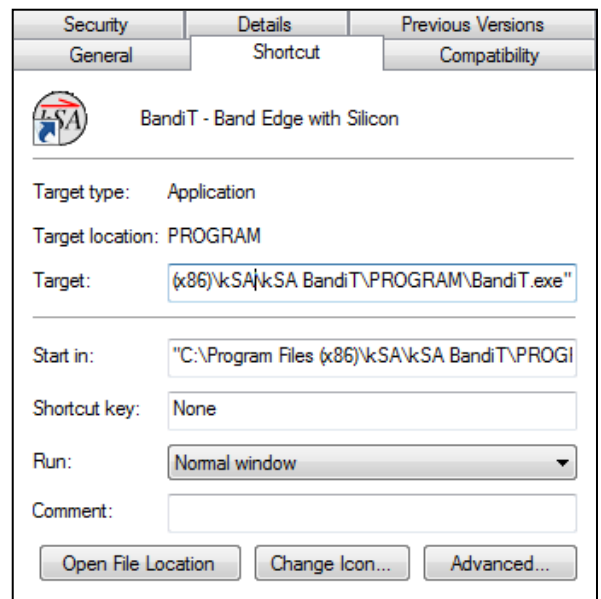 Security Details Previous Versions
General Shortcut Compatibility
kSA BandiT - Band Edge with Silicon
Target type: Application
Target location: PROGRAM
Target: (x86)\kSA\kSA BandiT\PROGRAM\BandiT.exe"
Start in: "C:\Program Files (x86)\kSA\kSA BandiT\PROG
Shortcut key: None
Run: Normal window
Comment:
Open File Location Change Icon... Advanced...